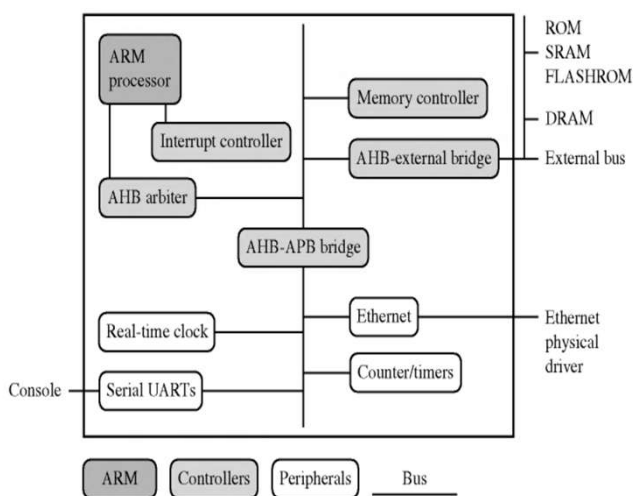 ARM
processor
Interrupt controller
AHB arbiter
AHB-APB bridge
Real-time clock
Console
Serial UARTs
Memory controller
AHB-external bridge
Ethernet
Counter/timers
ROM
SRAM
FLASHROM
DRAM
External bus
Ethernet
physical
driver
ARM
Controllers
Peripherals
Bus